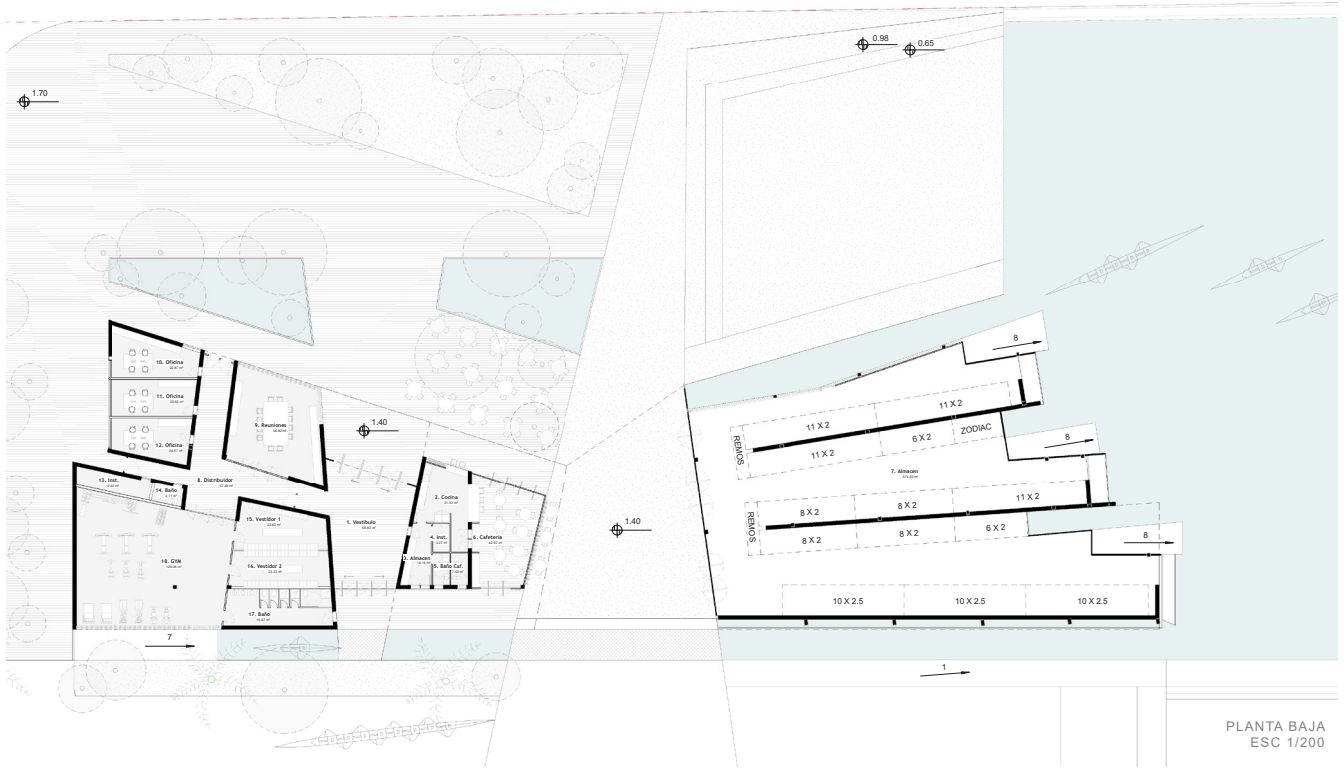 0.98
0.65
1.70
8
10. Oficina
11 X 2
11. Oficina
11 X 2
6 X 2
ZODIAC
9. Reuniones
1.40
8
12. Oficina
REMOS
11 X 2
7. Almacen
13. Inst.
8. Distribuidor
14. Baño
2. Cocina
11 X 2
8 X 2
8 X 2
REMOS
15. Vestidor 1
1. Vestibulo
1.40
6 X 2
8 X 2
8 X 2
4. Inst.
6. Cafetería
8
3. Almacen
18. GYM
16. Vestidor 2
5. Baño Caf.
10 X 2.5
10 X 2.5
10 X 2.5
17. Baño
7
1
PLANTA BAJA
ESC 1/200